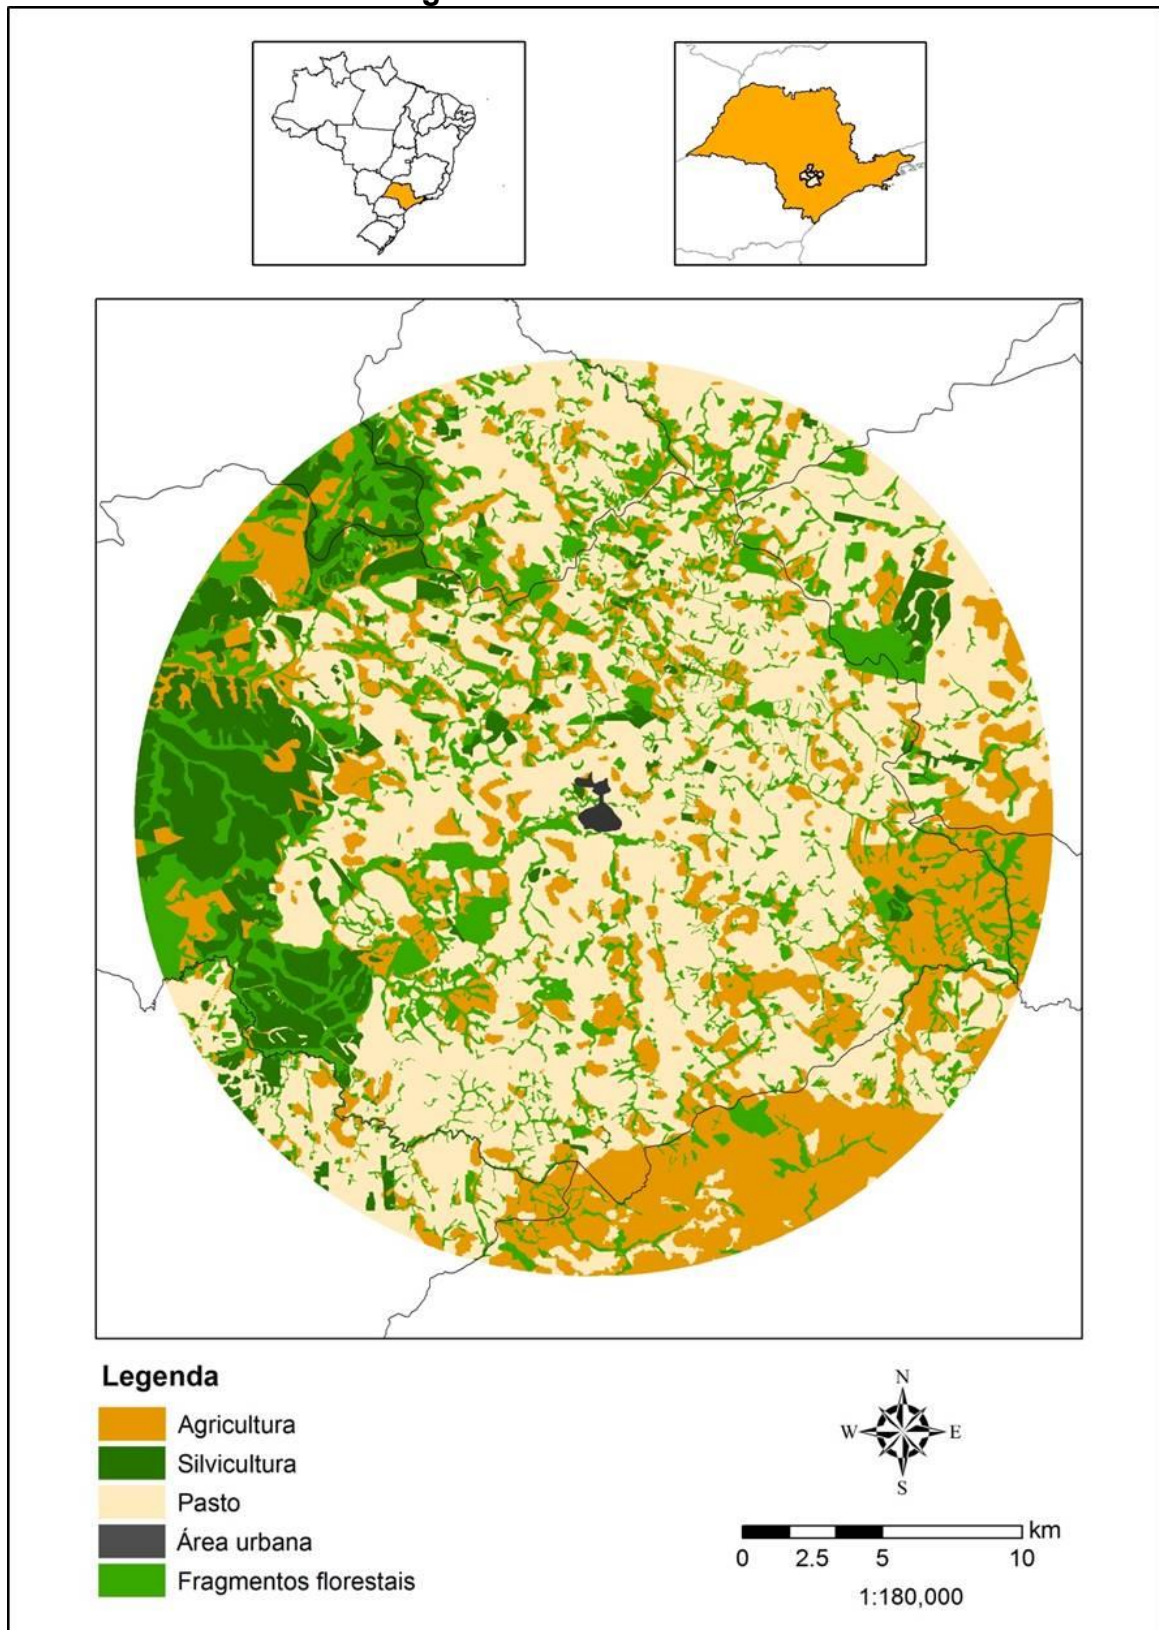 Legenda
Agricultura
Silvicultura
Pasto
Área urbana
Fragmentos florestais
N
W
E
S
km
0
2.5
5
10
1:180,000